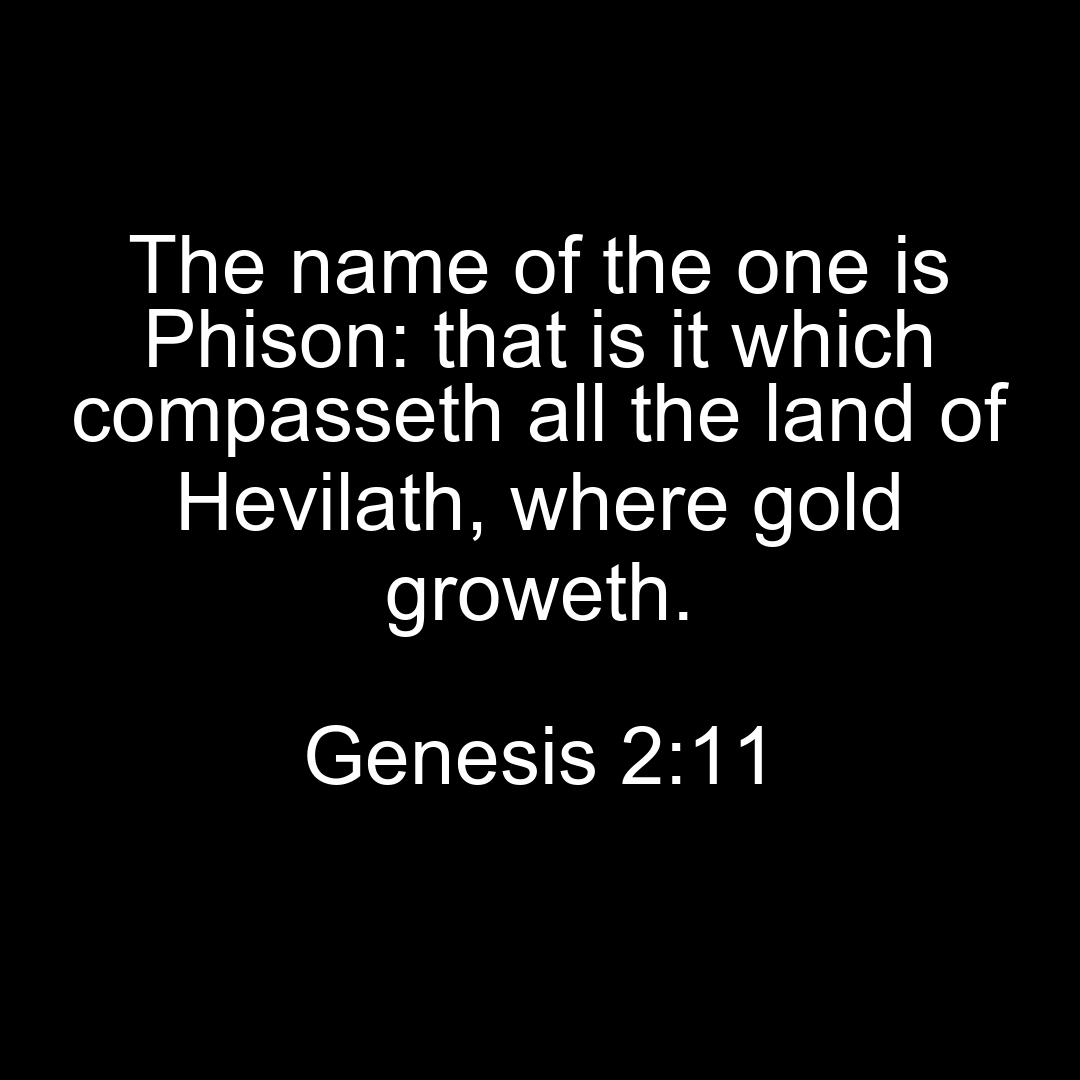 The name of the one is
Phison: that is it which
compasseth all the land of
Hevilath, where gold
groweth.
Genesis 2:11